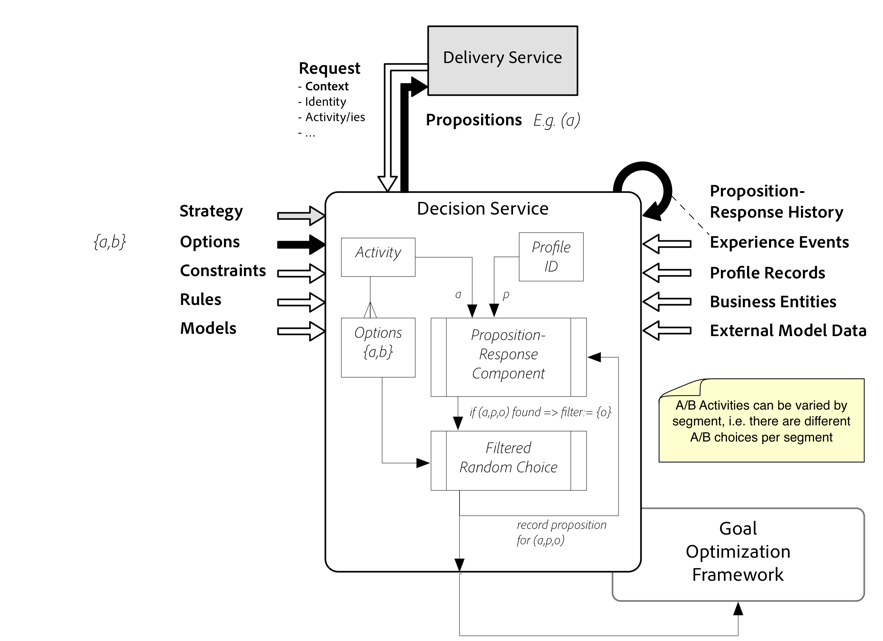 Delivery Service
Request
- Context
- Identity
- Activity/ies
- ...
Propositions E.g. (a)
Decision Service
Strategy
{a,b}
Options
Constraints
Rules
Models
Activity
Profile
ID
a
p
Options
{a,b}
Proposition-
Response
Component
if (a,p,o) found => filter:= {o}
Filtered
Random Choice
record proposition
for (a,p,o)
Proposition-
Response History
Experience Events
Profile Records
Business Entities
External Model Data
A/B Activities can be varied by
segment, i.e. there are different
A/B choices per segment
Goal
Optimization
Framework